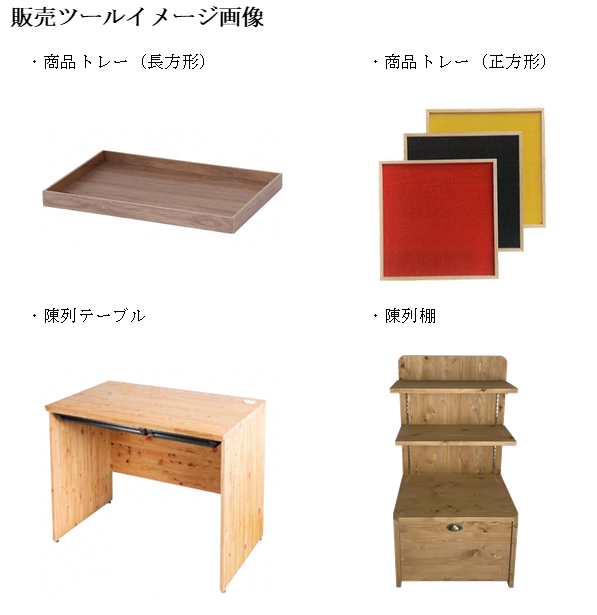 販売ツールイメージ画像
・商品トレー（長方形）
・商品トレー（正方形）
・陳列テーブル
・陳列棚